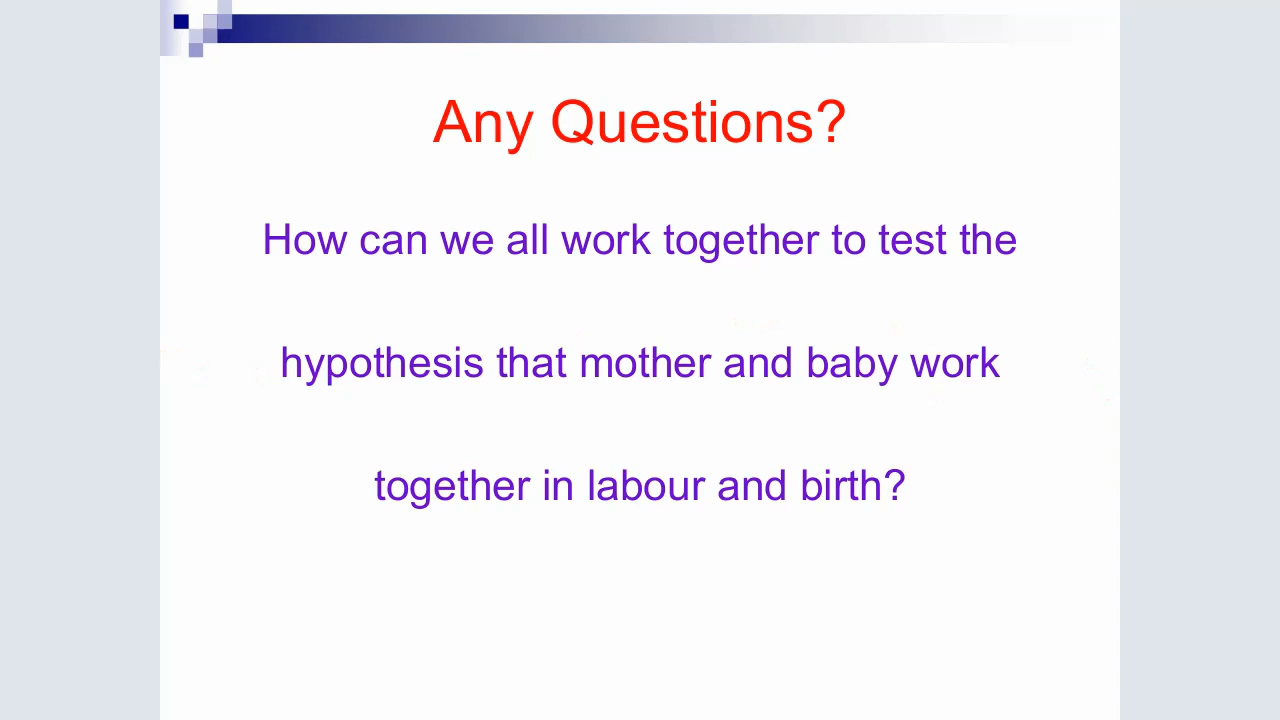 Any Questions?
How can we all work together to test the
hypothesis that mother and baby work
together in labour and birth?